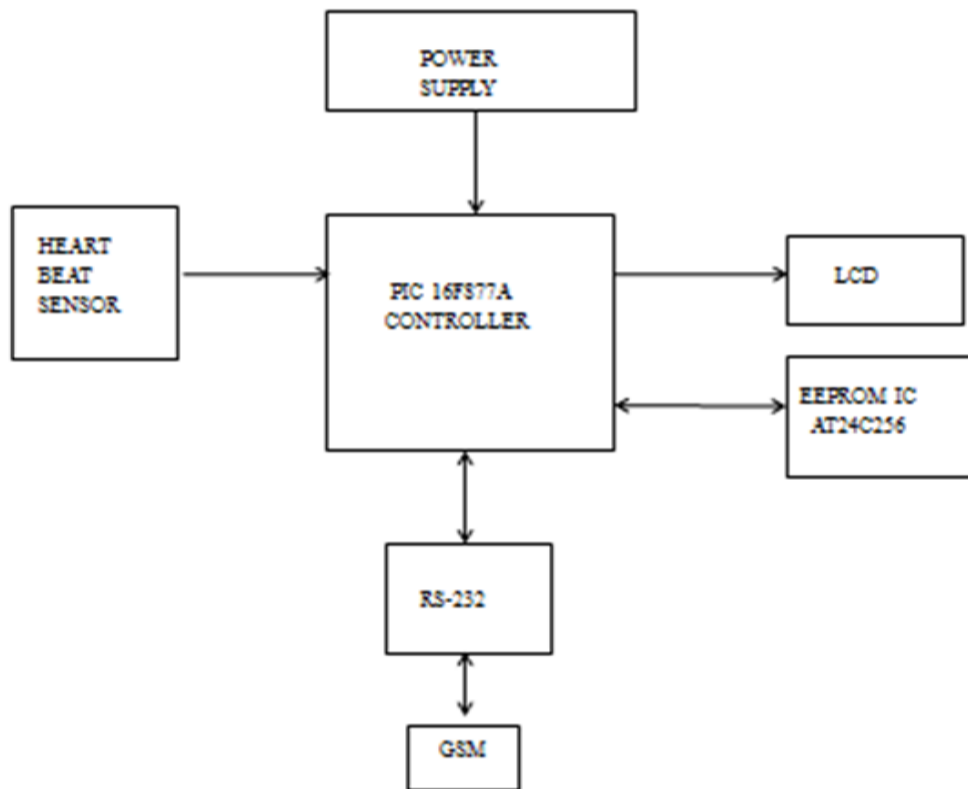 POWER
SUPPLY
HEART
BEAT
SENSOR
PIC 16F877A
CONTROLLER
LCD
EEPROM IC
AT24C256
RS-232
GSM